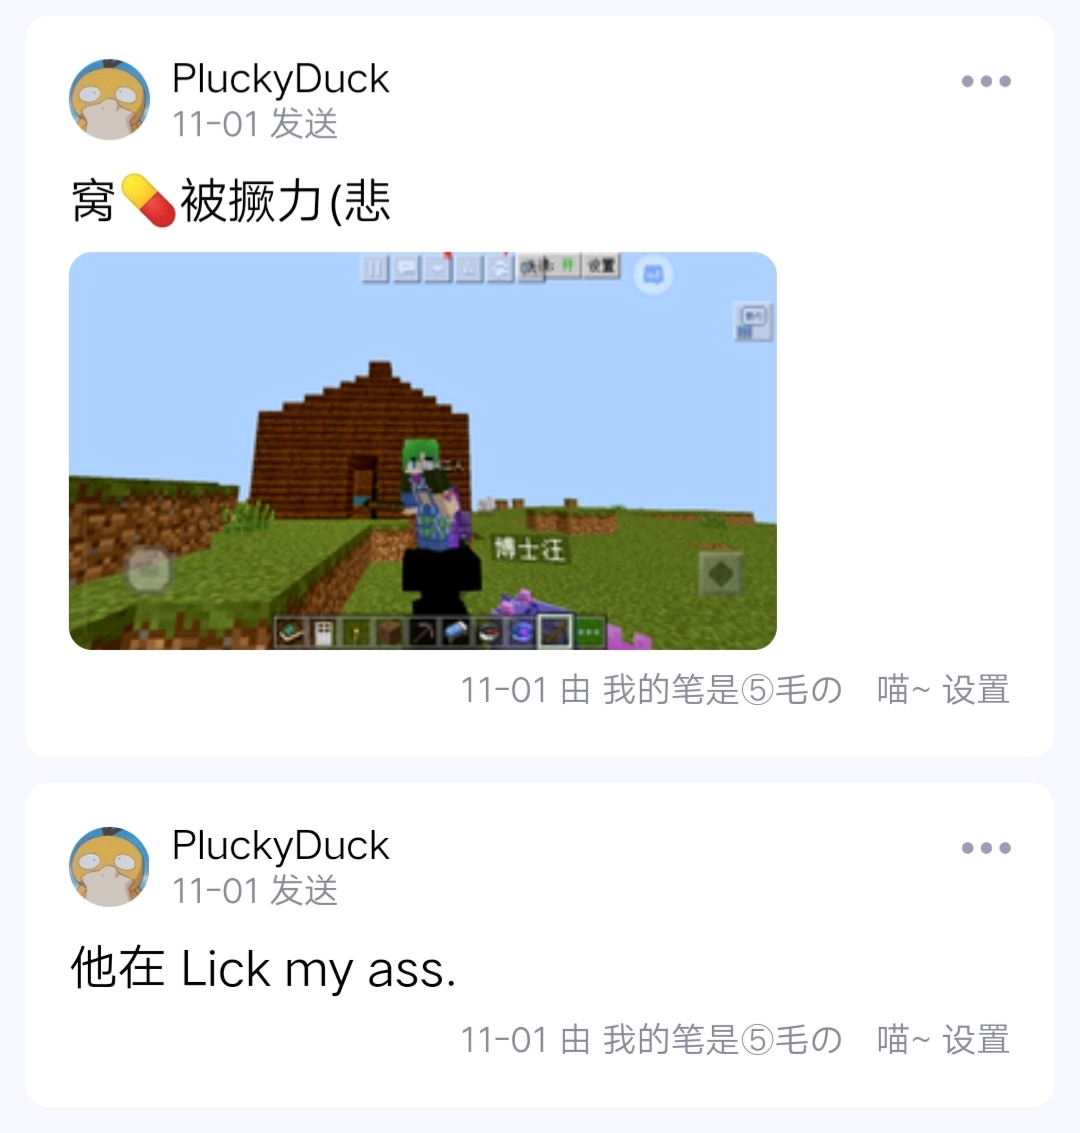 PluckyDuck
11-01 发送
窝💊被撅力(悲
开 设置
博士汪
11-01 由 我的笔是⑤毛の 喵~ 设置
PluckyDuck
11-01 发送
他在 Lick my ass.
11-01 由 我的笔是⑤毛の 喵~ 设置